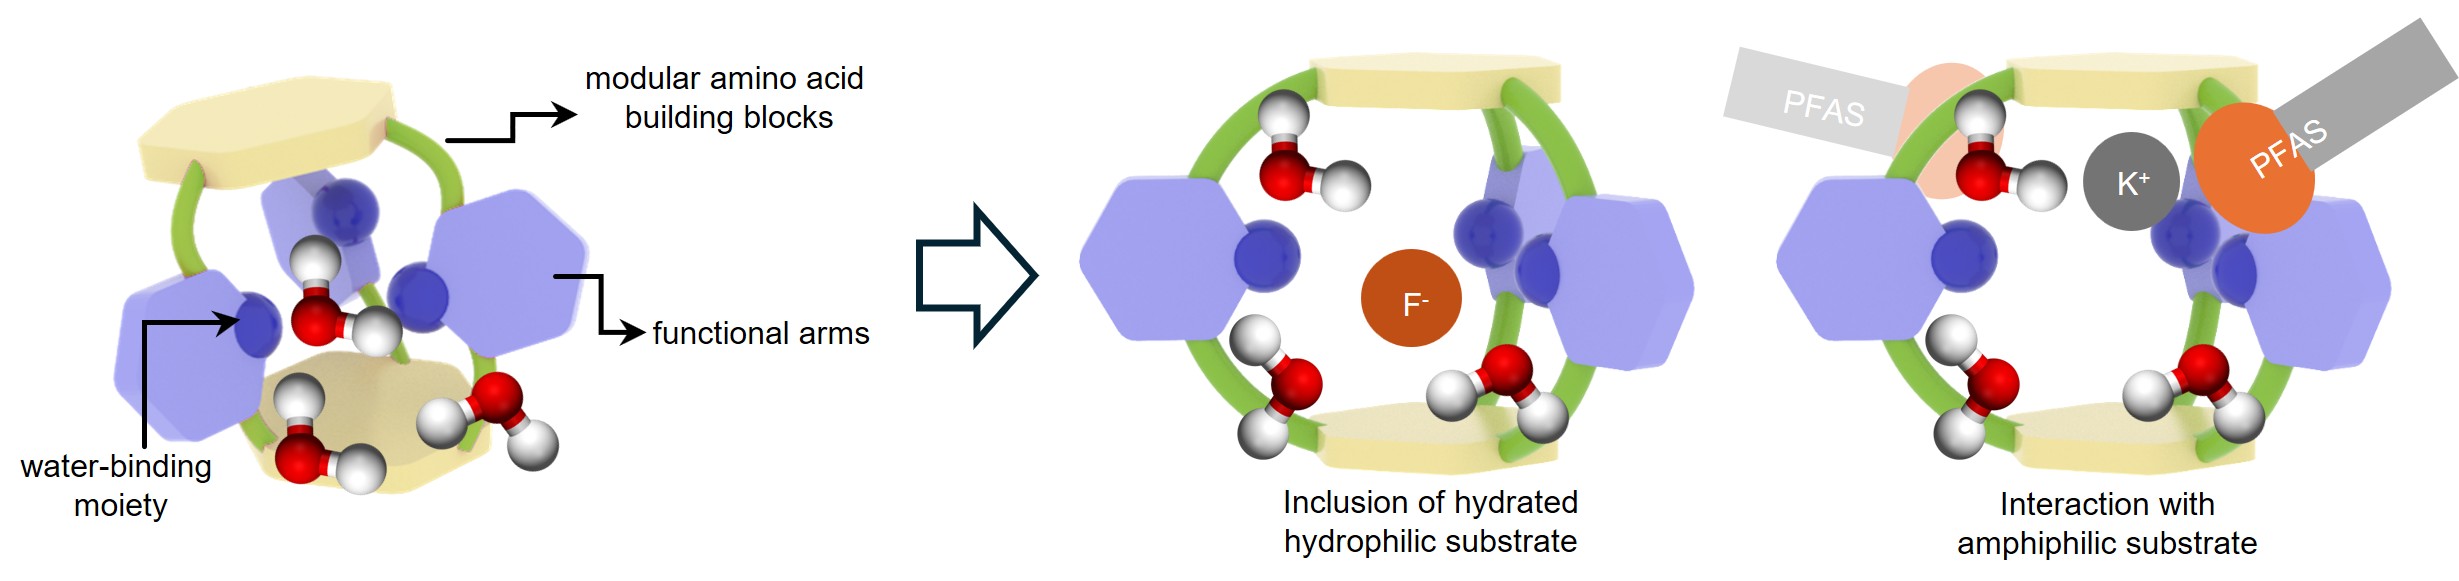 modular amino acid
building blocks
functional arms
water-binding
moiety
F-
Inclusion of hydrated
hydrophilic substrate
PFAS
K+
PFAS
Interaction with
amphiphilic substrate